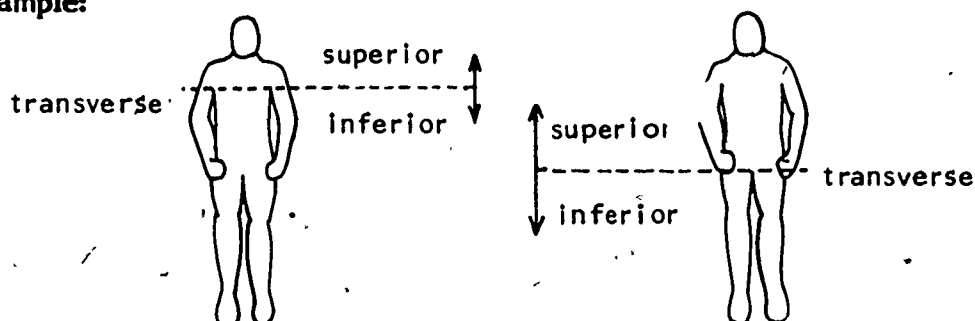 ample:
superior
transverse
inferior
superior
transverse
inferior